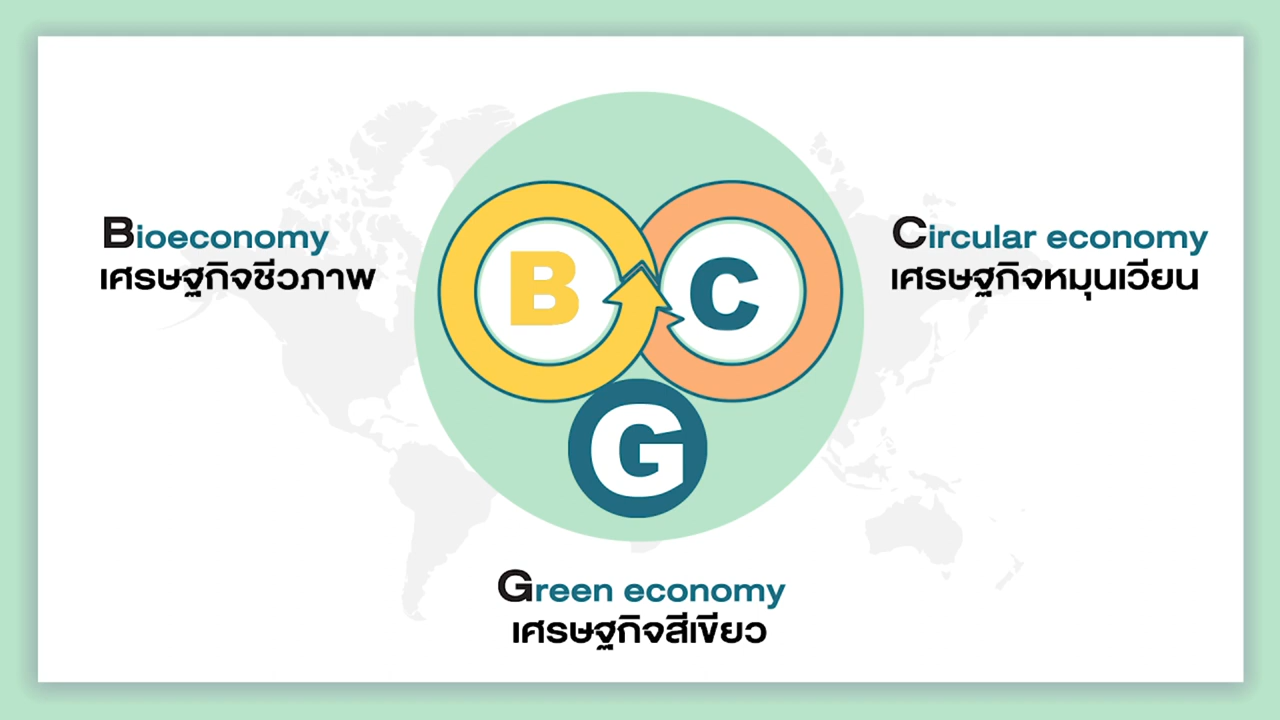 B
C
G
Bioeconomy
เศรษฐกิจชีวภาพ
Circular economy
เศรษฐกิจหมุนเวียน
Green economy
เศรษฐกิจสีเขียว